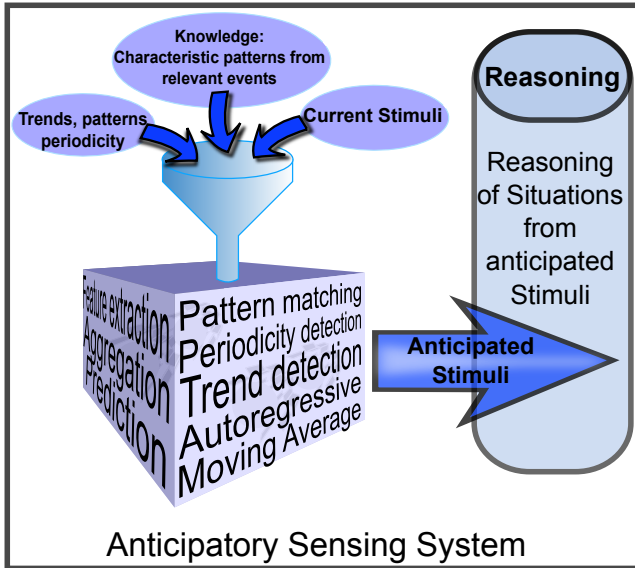 Knowledge:
Characteristic patterns from
relevant events
Trends, patterns
periodicity
Current Stimuli
Feature extraction
Aggregation
Prediction
Pattern matching
Periodicity detection
Trend detection
Autoregressive
Moving Average
Anticipated
Stimuli
Reasoning
Reasoning
of Situations
from
anticipated
Stimuli
Anticipatory Sensing System